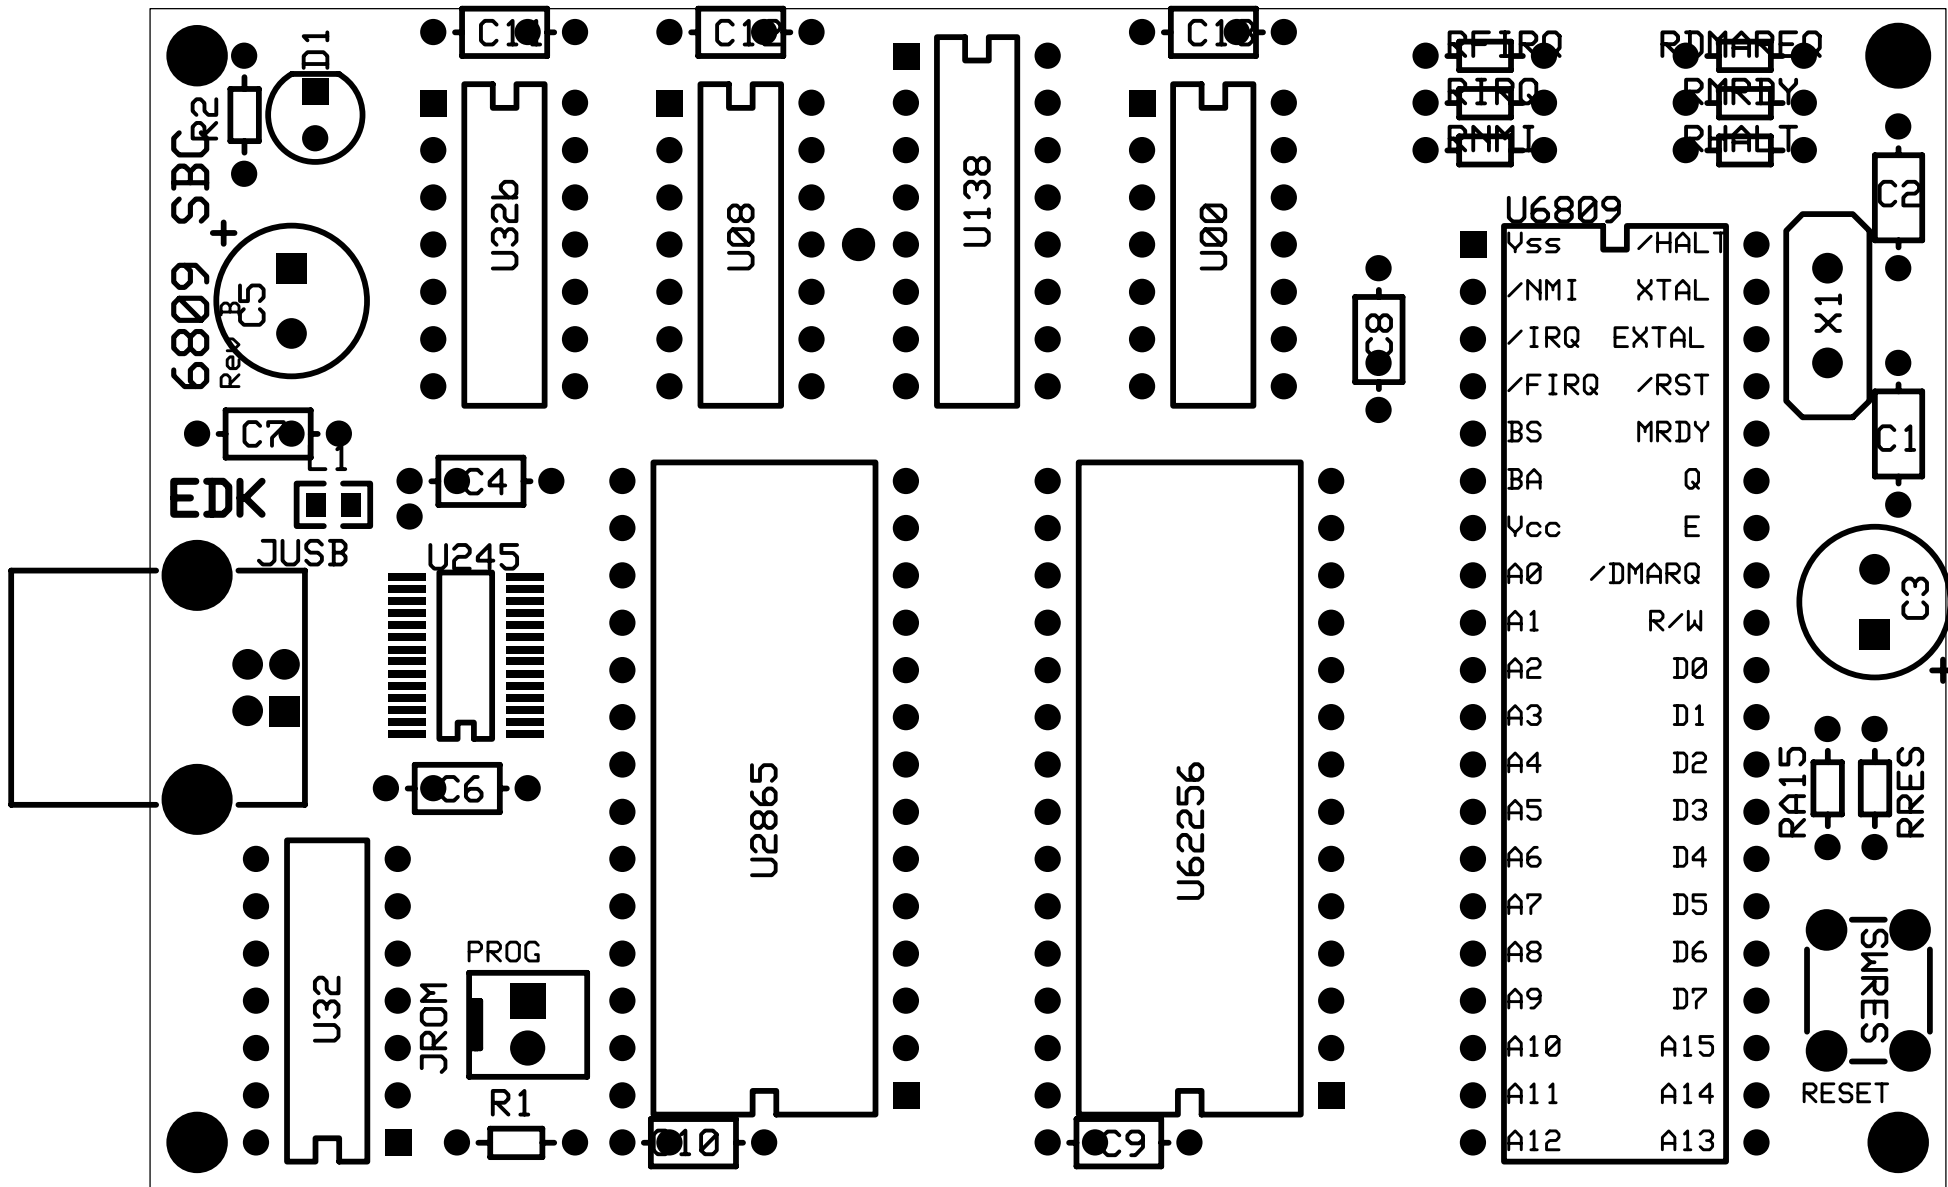 C11
C12
C13
D1
R2
6809 SBC
+
Rev B
C5
U32b
U08
U138
U00
RFIRQ
RIRQ
RNMI
RDMAREQ
RMRDY
RHALT
C2
X1
C1
C8
U6809
Vss /HALT
/NMI XTAL
/IRQ EXTAL
/FIRQ /RST
BS MRDY
BA Q
Vcc E
A0 /DMARQ
A1 R/W
A2 D0
A3 D1
A4 D2
A5 D3
A6 D4
A7 D5
A8 D6
A9 D7
A10 A15
A11 A14
A12 A13
C7
L1
EDK
JUSB
C4
U245
C6
U2865
U62256
C3
+
RA15
RRES
SWRES
RESET
U32
PROG
JROM
R1
C10
C9